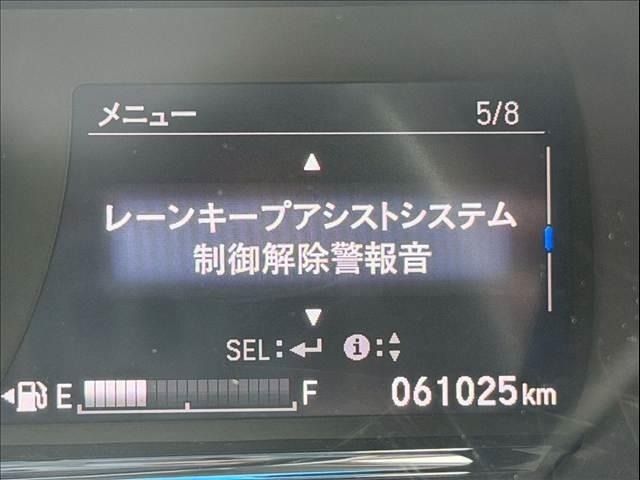 メニュー 5/8
▲
レーンキープアシストシステム
制御解除警報音
▼
SEL:↵ i:▲▼
◀ E F 061025km